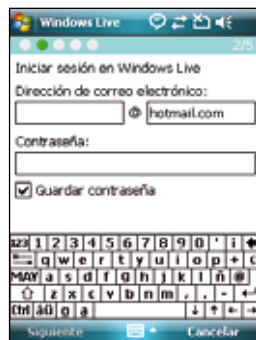 Windows Live
2/5
Iniciar sesión en Windows Live
Dirección de correo electrónico:
@ hotmail.com
Contraseña:
Guardar contraseña
123 1 2 3 4 5 6 7 8 9 0 ' ¡
q w e r t y u i o p + ç
MAY a s d f g h j k l ñ
z x c v b n m , . -
Ctrl áü º ª
Siguiente Cancelar